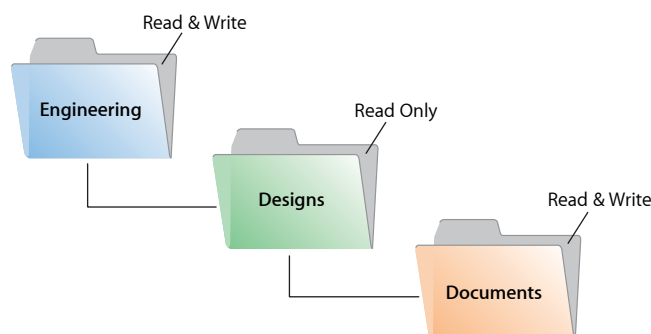 Read & Write
Engineering
Read Only
Designs
Read & Write
Documents